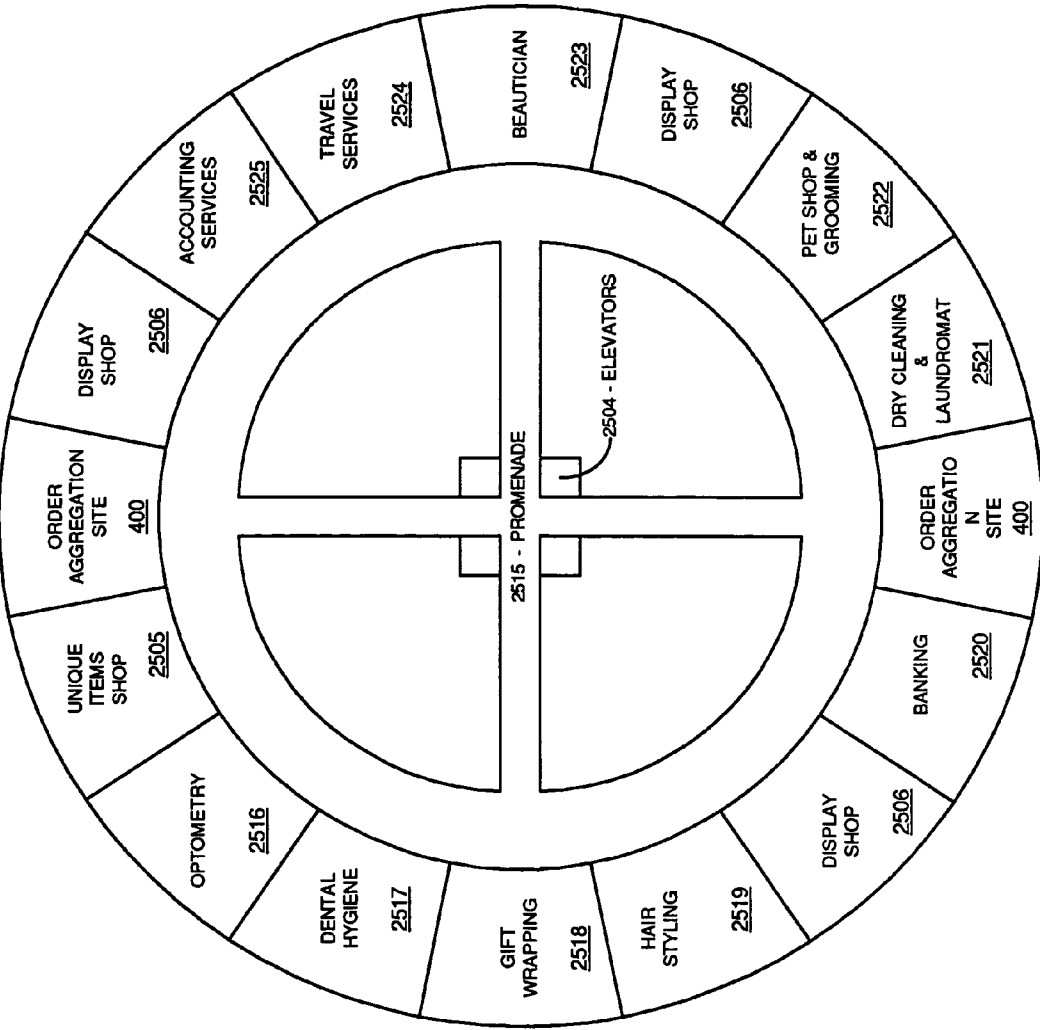 GIFT
WRAPPING
2518
DENTAL
HYGIENE
2517
OPTOMETRY
2516
UNIQUE
ITEMS
SHOP
2505
ORDER
AGGREGATION
SITE
400
DISPLAY
SHOP
2506
ACCOUNTING
SERVICES
2525
TRAVEL
SERVICES
2524
BEAUTICIAN
2523
DISPLAY
SHOP
2506
PET SHOP &
GROOMING
2522
DRY CLEANING
&
LAUNDROMAT
2521
ORDER
AGGREGATIO
N
SITE
400
BANKING
2520
DISPLAY
SHOP
2506
HAIR
STYLING
2519
2515 - PROMENADE
2504 - ELEVATORS